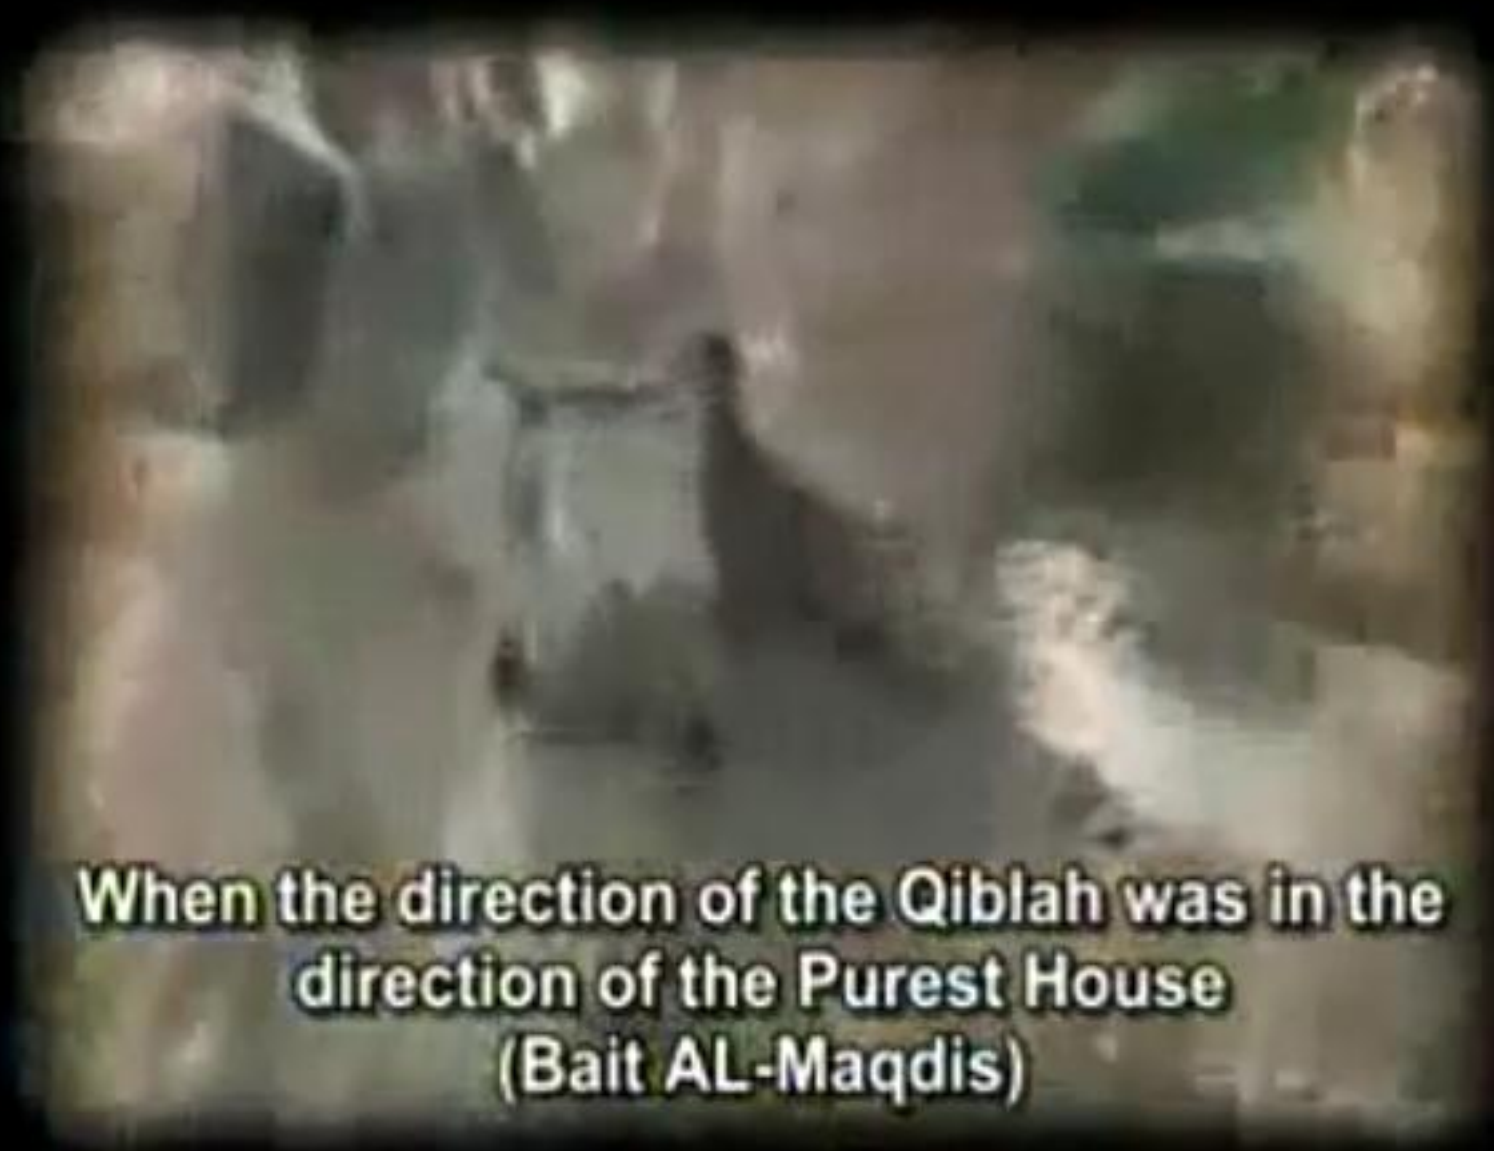 When the direction of the Qiblah was in the
direction of the Purest House
(Bait AL-Maqdis)